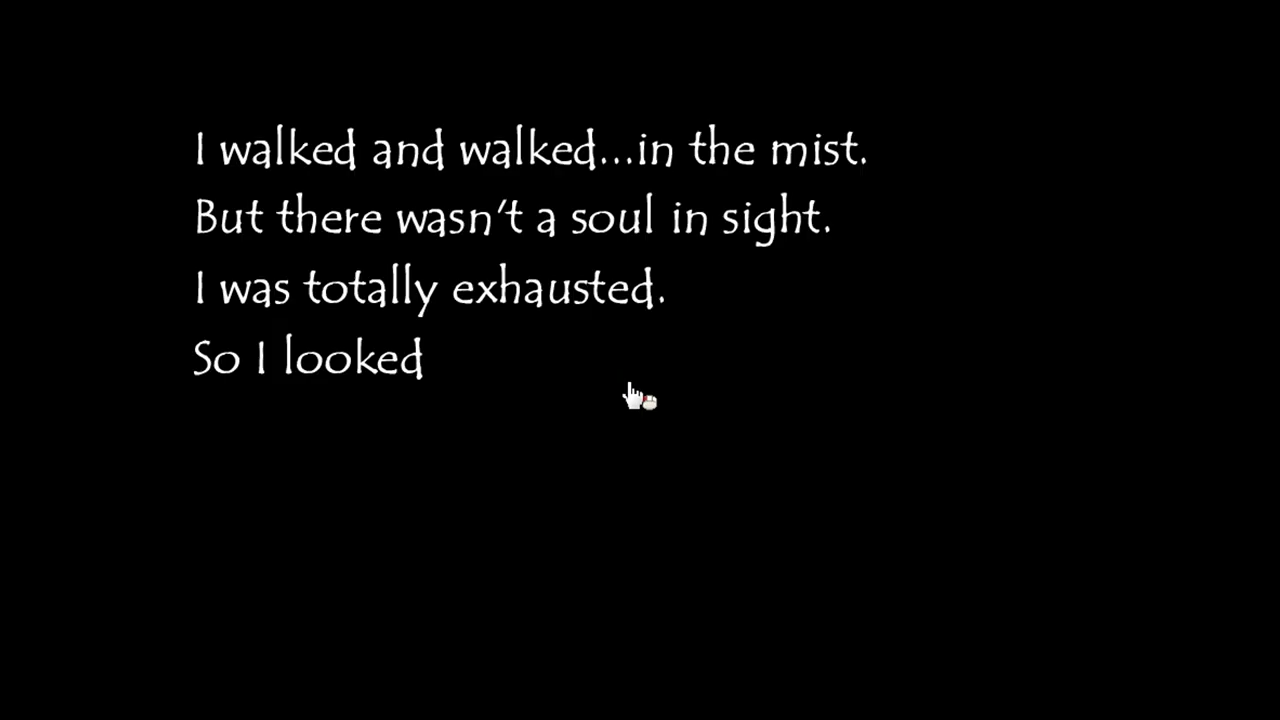 I walked and walked...in the mist.
But there wasn't a soul in sight.
I was totally exhausted.
So I looked